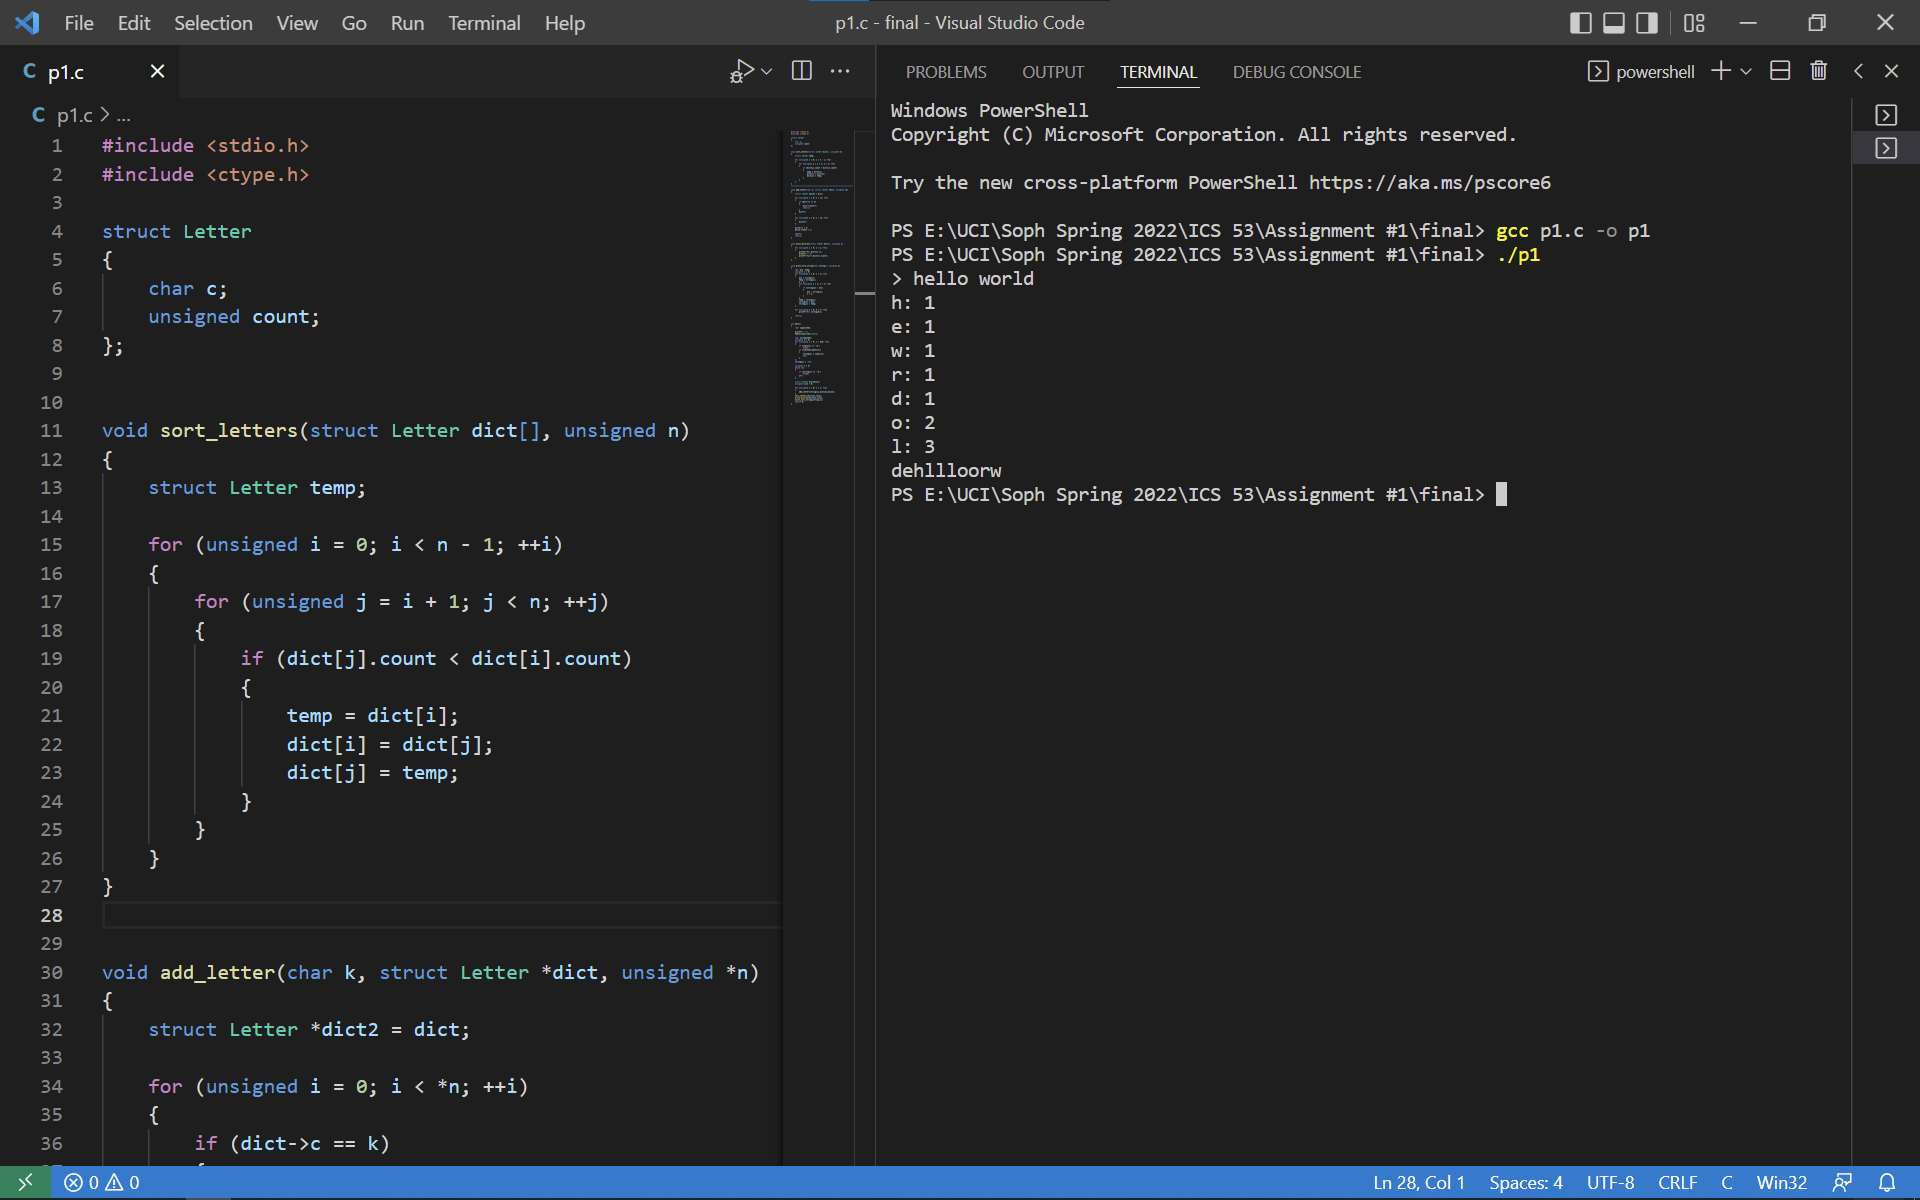 File Edit Selection View Go Run Terminal Help
p1.c - final - Visual Studio Code
C p1.c
C p1.c > ...
1 #include <stdio.h>
2 #include <ctype.h>
3
4 struct Letter
5 {
6 char c;
7 unsigned count;
8 };
9
10
11 void sort_letters(struct Letter dict[], unsigned n)
12 {
13 struct Letter temp;
14
15 for (unsigned i = 0; i < n - 1; ++i)
16 {
17 for (unsigned j = i + 1; j < n; ++j)
18 {
19 if (dict[j].count < dict[i].count)
20 {
21 temp = dict[i];
22 dict[i] = dict[j];
23 dict[j] = temp;
24 }
25 }
26 }
27 }
28
29
30 void add_letter(char k, struct Letter *dict, unsigned *n)
31 {
32 struct Letter *dict2 = dict;
33
34 for (unsigned i = 0; i < *n; ++i)
35 {
36 if (dict->c == k)
PROBLEMS OUTPUT TERMINAL DEBUG CONSOLE
powershell
Windows PowerShell
Copyright (C) Microsoft Corporation. All rights reserved.
Try the new cross-platform PowerShell https://aka.ms/pscore6
PS E:\UCI\Soph Spring 2022\ICS 53\Assignment #1\final> gcc p1.c -o p1
PS E:\UCI\Soph Spring 2022\ICS 53\Assignment #1\final> ./p1
> hello world
h: 1
e: 1
w: 1
r: 1
d: 1
o: 2
l: 3
dehllloorw
PS E:\UCI\Soph Spring 2022\ICS 53\Assignment #1\final>
0 0
Ln 28, Col 1 Spaces: 4 UTF-8 CRLF C Win32